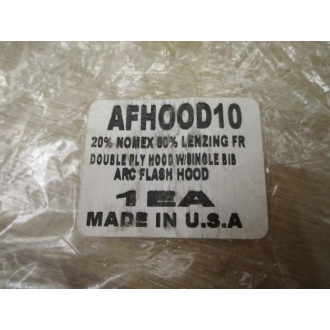 AFHOOD10
20% NOMEX 80% LENZING FR
DOUBLE PLY HOOD W/SINGLE BIB
ARC FLASH HOOD
1EA
MADE IN U.S.A